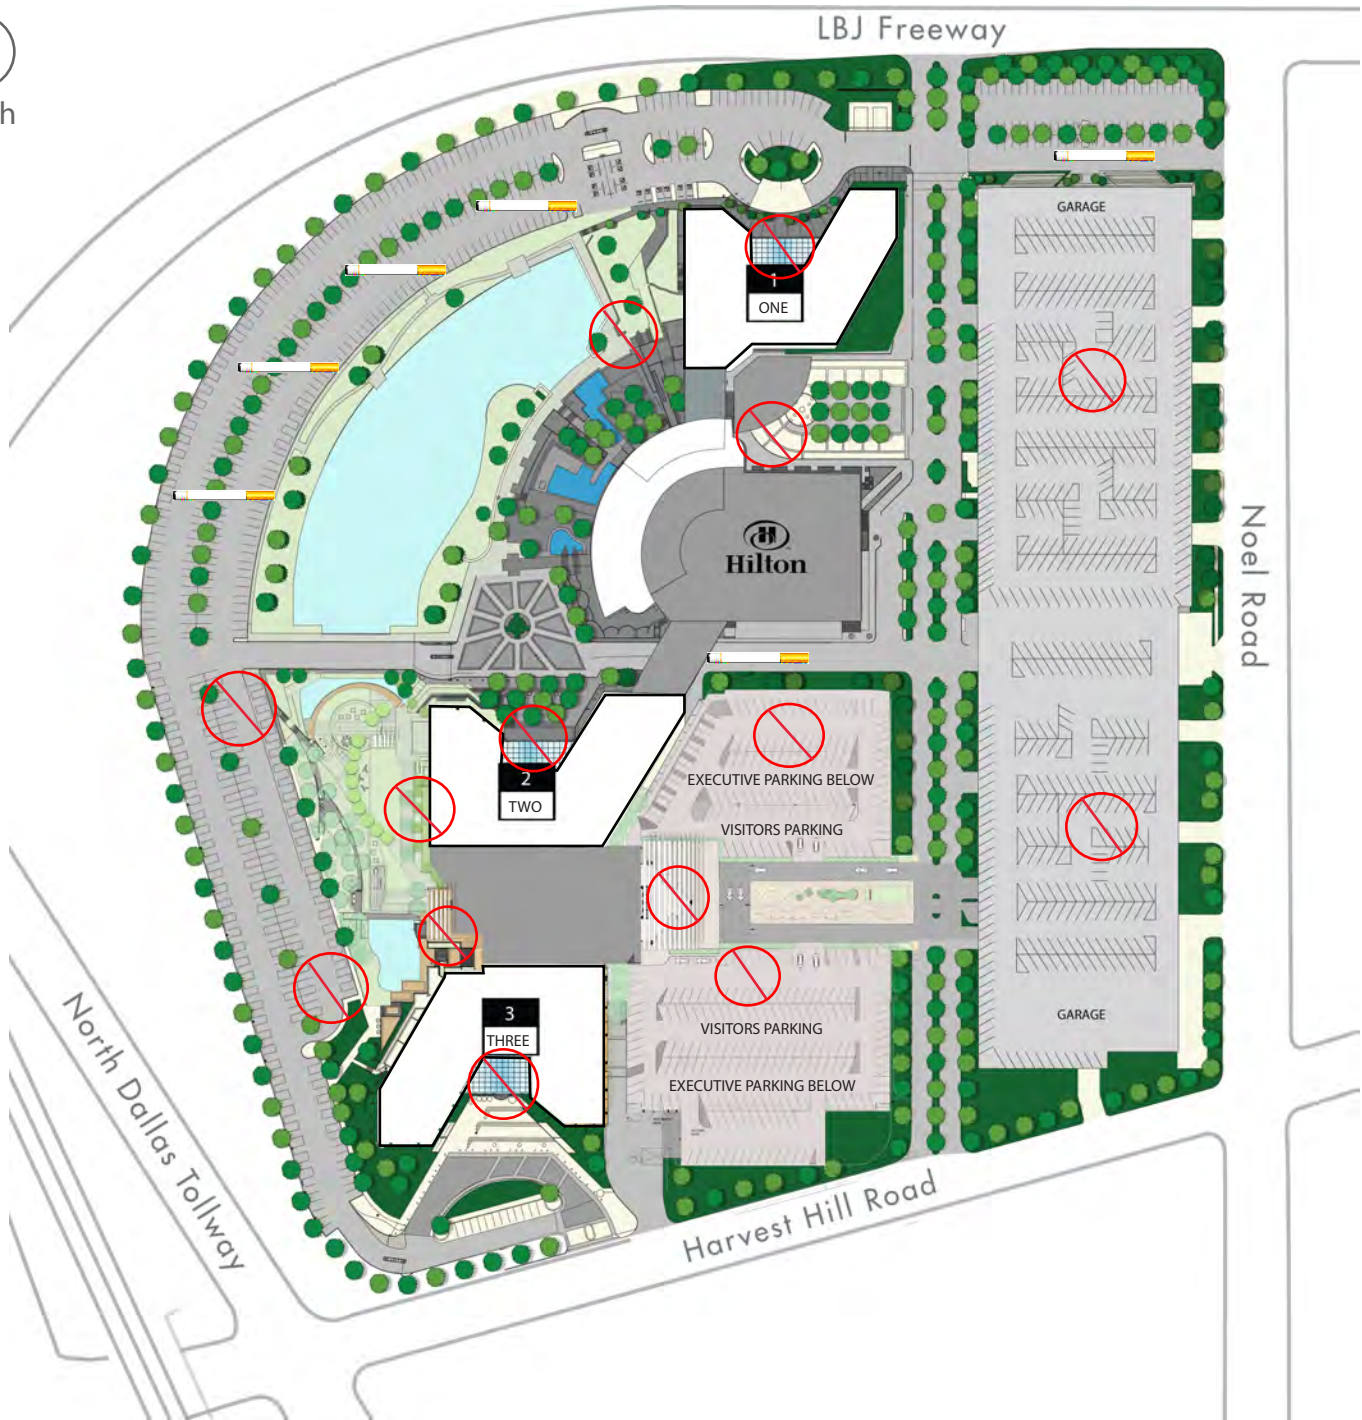 h
LBJ Freeway
GARAGE
1
ONE
Hilton
Noel Road
2
TWO
EXECUTIVE PARKING BELOW
VISITORS PARKING
3
THREE
VISITORS PARKING
EXECUTIVE PARKING BELOW
GARAGE
North Dallas Tollway
Harvest Hill Road